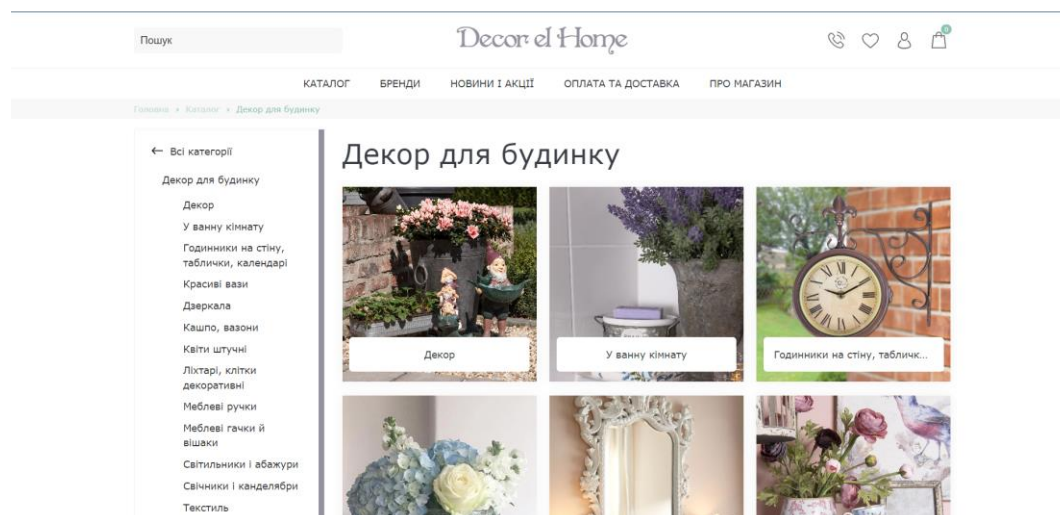 Пошук
Decor el Home
0
КАТАЛОГ БРЕНДИ НОВИНИ І АКЦІЇ ОПЛАТА ТА ДОСТАВКА ПРО МАГАЗИН
Головна • Каталог • Декор для будинку
← Всі категорії
Декор для будинку
Декор
У ванну кімнату
Годинники на стіну,
таблички, календарі
Красиві вази
Дзеркала
Кашпо, вазони
Квіти штучні
Ліхтарі, клітки
декоративні
Меблеві ручки
Меблеві гачки й
вішаки
Світильники і абажури
Свічники і канделябри
Текстиль
Декор для будинку
Декор
У ванну кімнату
Годинники на стіну, табличк...